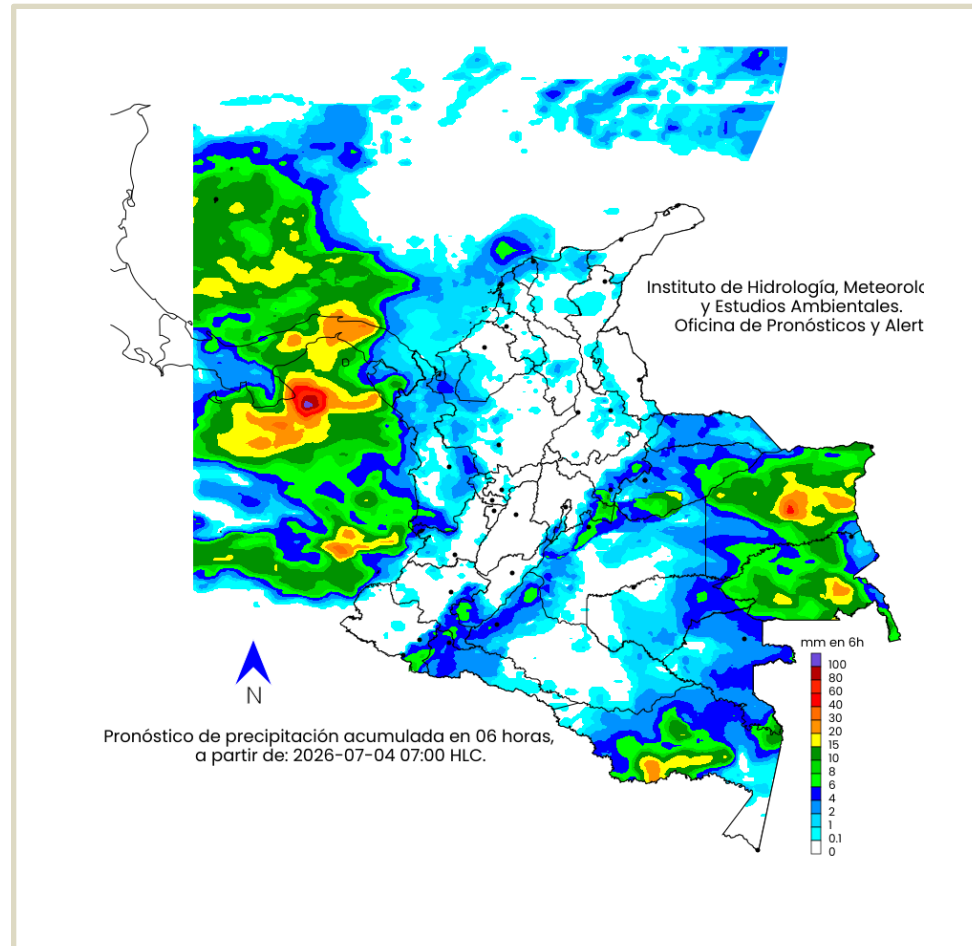 Instituto de Hidrología, Meteorolo
y Estudios Ambientales.
Oficina de Pronósticos y Alert
mm en 6h
100
80
60
40
30
20
15
10
8
6
4
2
1
0.1
0
N
Pronóstico de precipitación acumulada en 06 horas,
a partir de: 2026-07-04 07:00 HLC.